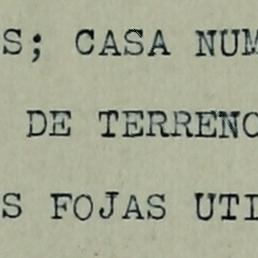 S; CASA NUM
DE TERRENO
S FOJAS UTI